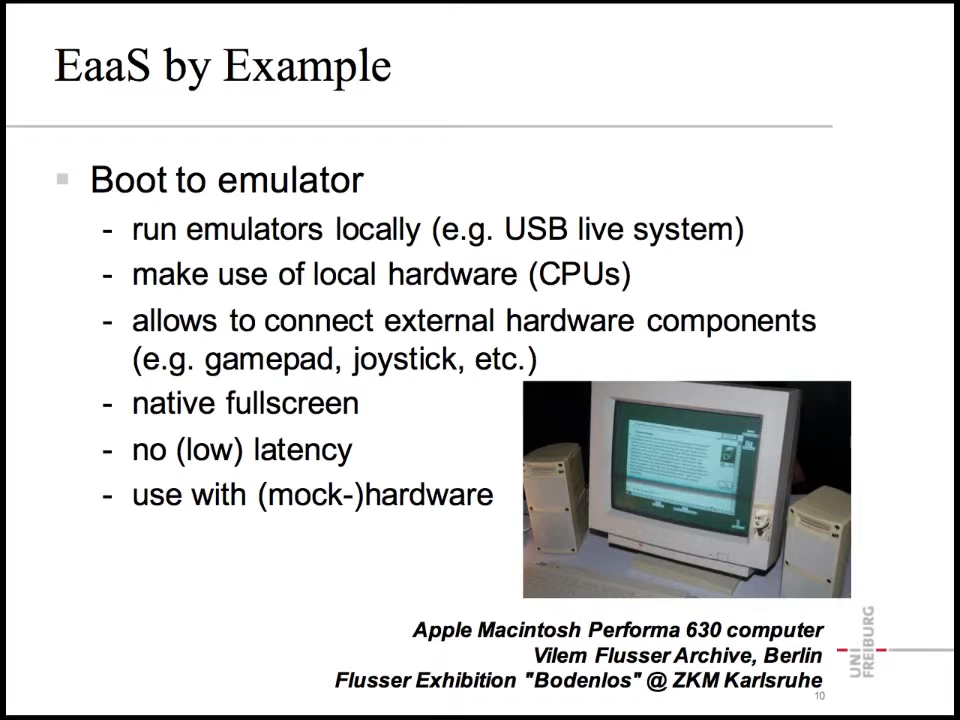 EaaS by Example
Boot to emulator
- run emulators locally (e.g. USB live system)
- make use of local hardware (CPUs)
- allows to connect external hardware components
(e.g. gamepad, joystick, etc.)
- native fullscreen
- no (low) latency
- use with (mock-)hardware
Apple Macintosh Performa 630 computer
Vilem Flusser Archive, Berlin
Flusser Exhibition "Bodenlos" @ ZKM Karlsruhe
10
UNI
FREIBURG